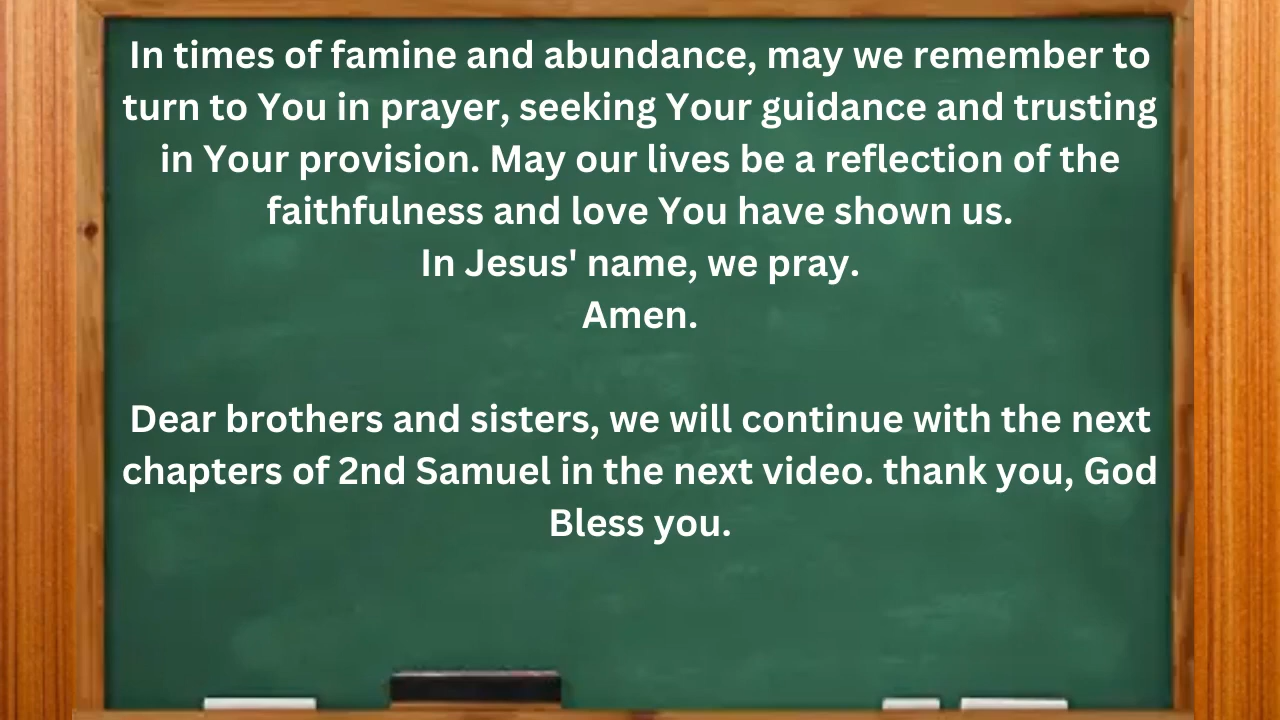 In times of famine and abundance, may we remember to
turn to You in prayer, seeking Your guidance and trusting
in Your provision. May our lives be a reflection of the
faithfulness and love You have shown us.
In Jesus' name, we pray.
Amen.
Dear brothers and sisters, we will continue with the next
chapters of 2nd Samuel in the next video. thank you, God
Bless you.